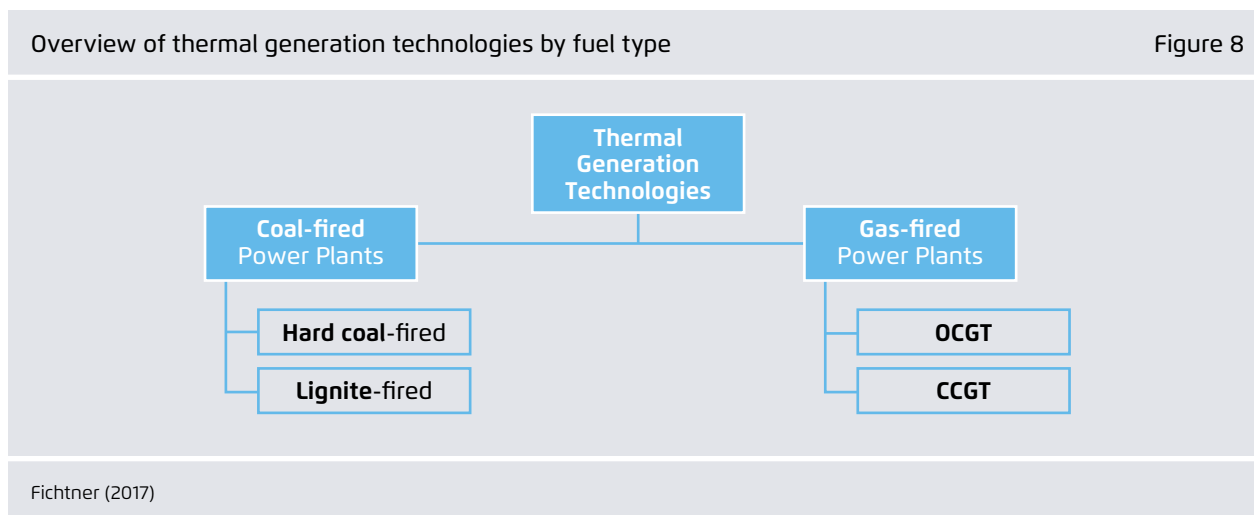 Overview of thermal generation technologies by fuel type
Figure 8
Thermal
Generation
Technologies
Coal-fired
Power Plants
Gas-fired
Power Plants
Hard coal-fired
OCGT
Lignite-fired
CCGT
Fichtner (2017)